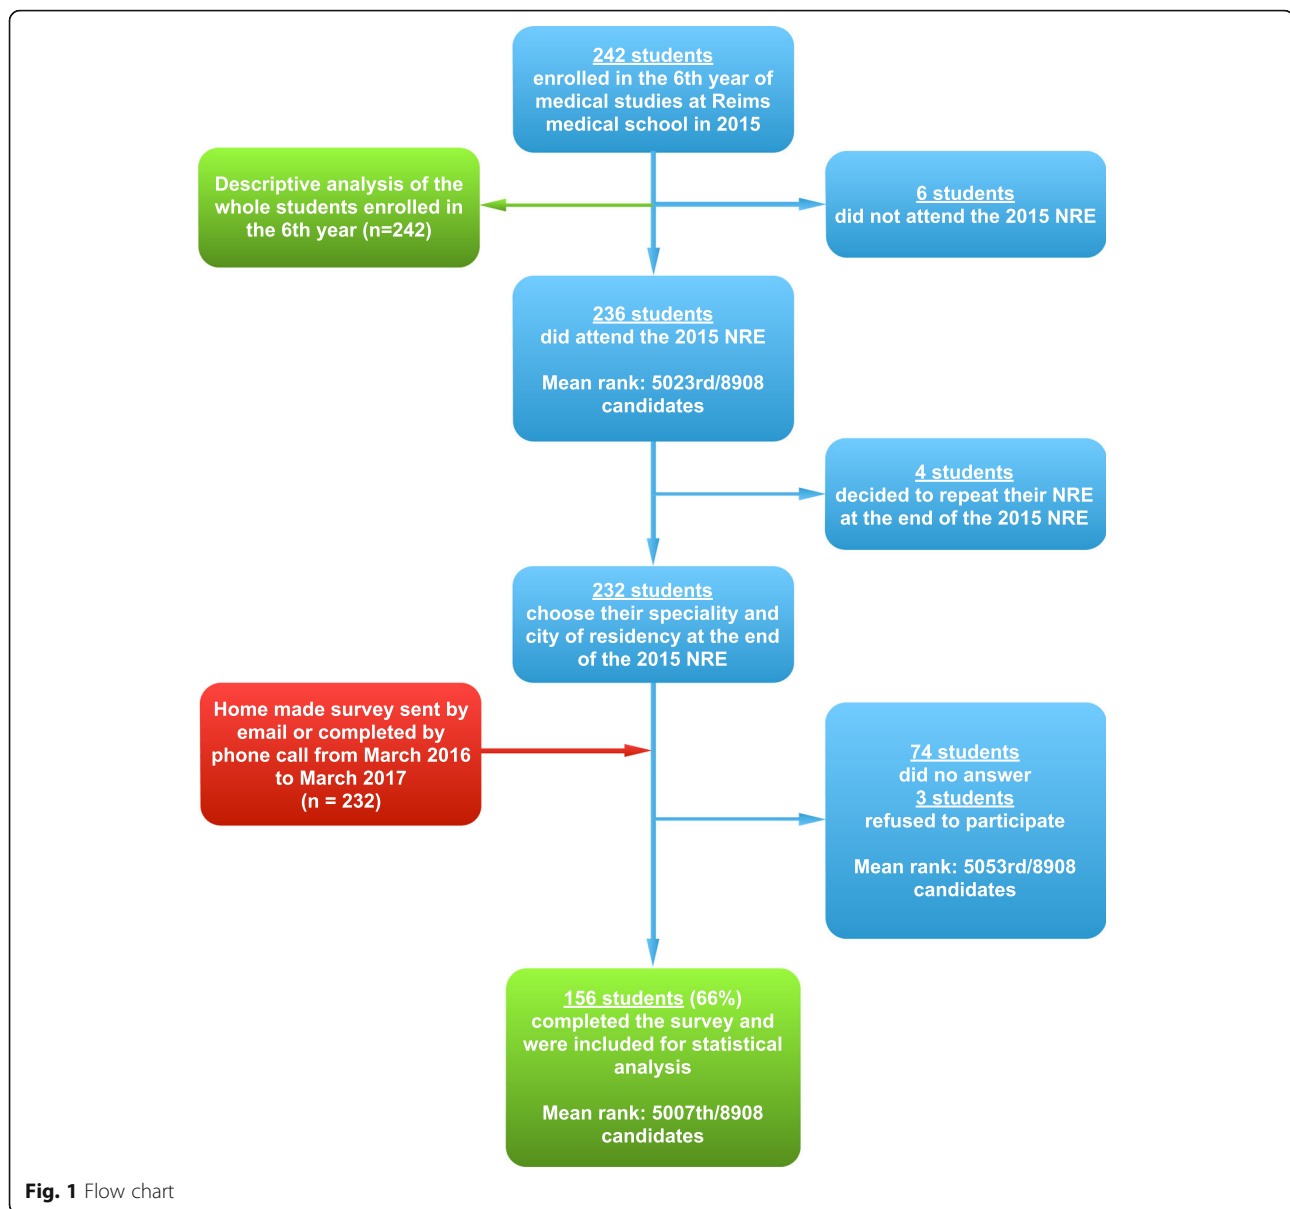 242 students
enrolled in the 6th year of
medical studies at Reims
medical school in 2015
Descriptive analysis of the
whole students enrolled in
the 6th year (n=242)
6 students
did not attend the 2015 NRE
236 students
did attend the 2015 NRE
Mean rank: 5023rd/8908
candidates
4 students
decided to repeat their NRE
at the end of the 2015 NRE
232 students
choose their speciality and
city of residency at the end
of the 2015 NRE
Home made survey sent by
email or completed by
phone call from March 2016
to March 2017
(n = 232)
74 students
did no answer
3 students
refused to participate
Mean rank: 5053rd/8908
candidates
156 students (66%)
completed the survey and
were included for statistical
analysis
Mean rank: 5007th/8908
candidates
Fig. 1 Flow chart